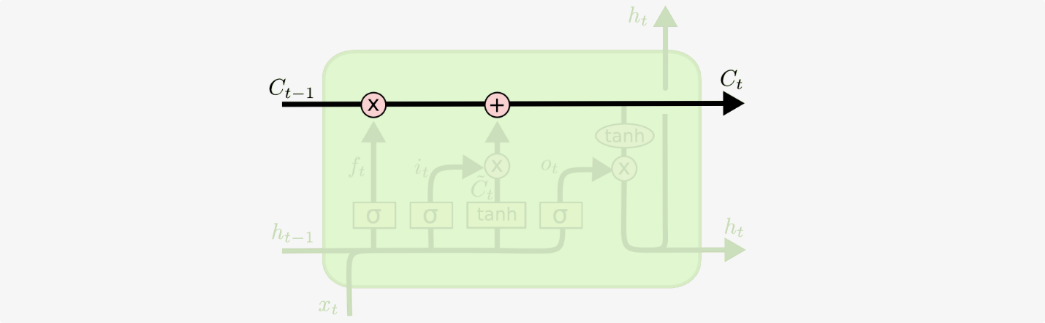 h_t
C_{t-1} x + C_t
tanh
f_t i_t x o_t x
C̃_t
σ σ tanh σ
h_{t-1} h_t
x_t